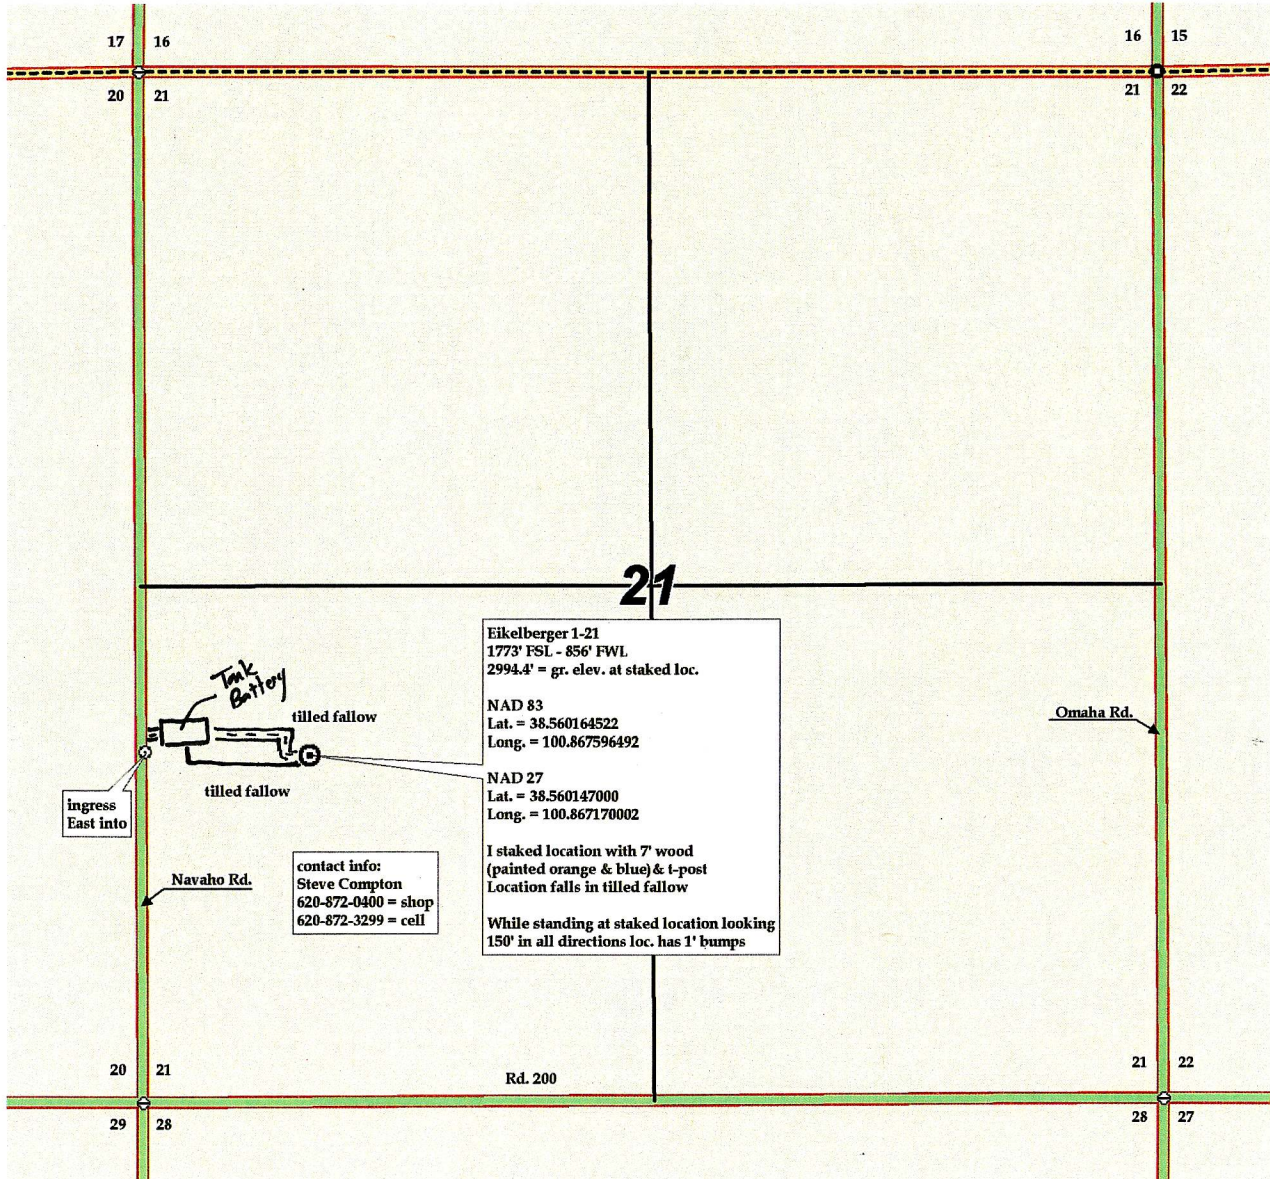 17 16
16 15
20 21
21 22
21
Eikelberger 1-21
1773' FSL - 856' FWL
2994.4' = gr. elev. at staked loc.
NAD 83
Lat. = 38.560164522
Long. = 100.867596492
NAD 27
Lat. = 38.560147000
Long. = 100.867170002
I staked location with 7' wood
(painted orange & blue) & t-post
Location falls in tilled fallow
While standing at staked location looking
150' in all directions loc. has 1' bumps
Tank
Battery
tilled fallow
tilled fallow
Omaha Rd.
ingress
East into
Navaho Rd.
contact info:
Steve Compton
620-872-0400 = shop
620-872-3299 = cell
20 21
21 22
Rd. 200
29 28
28 27